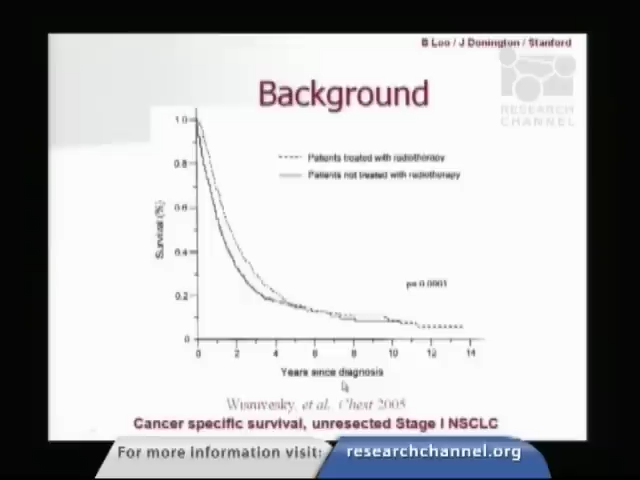 B Loo / J Donington / Stanford
RESEARCH
CHANNEL
Background
Patients treated with radiotherapy
Patients not treated with radiotherapy
Survival (%)
1.0
0.8
0.6
0.4
0.2
0
0 2 4 6 8 10 12 14
Years since diagnosis
Wisnivesky, et al. Chest 2005
Cancer specific survival, unresected Stage I NSCLC
For more information visit: researchchannel.org